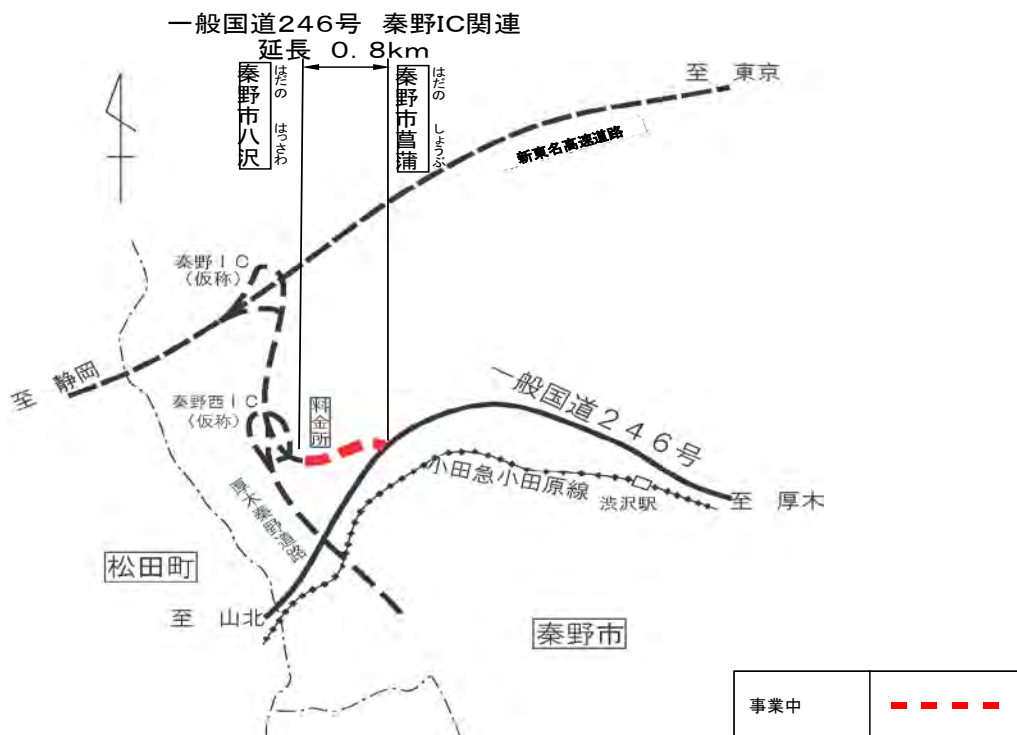 一般国道246号 秦野IC関連
延長 0.8km
秦野市八沢
はだの はっさわ
秦野市菖蒲
はだの しょうぶ
至 東京
新東名高速道路
秦野IC
(仮称)
至 静岡
秦野西IC
(仮称)
料金所
一般国道246号
小田急小田原線
渋沢駅
至 厚木
厚木秦野道路
松田町
至 山北
秦野市
事業中